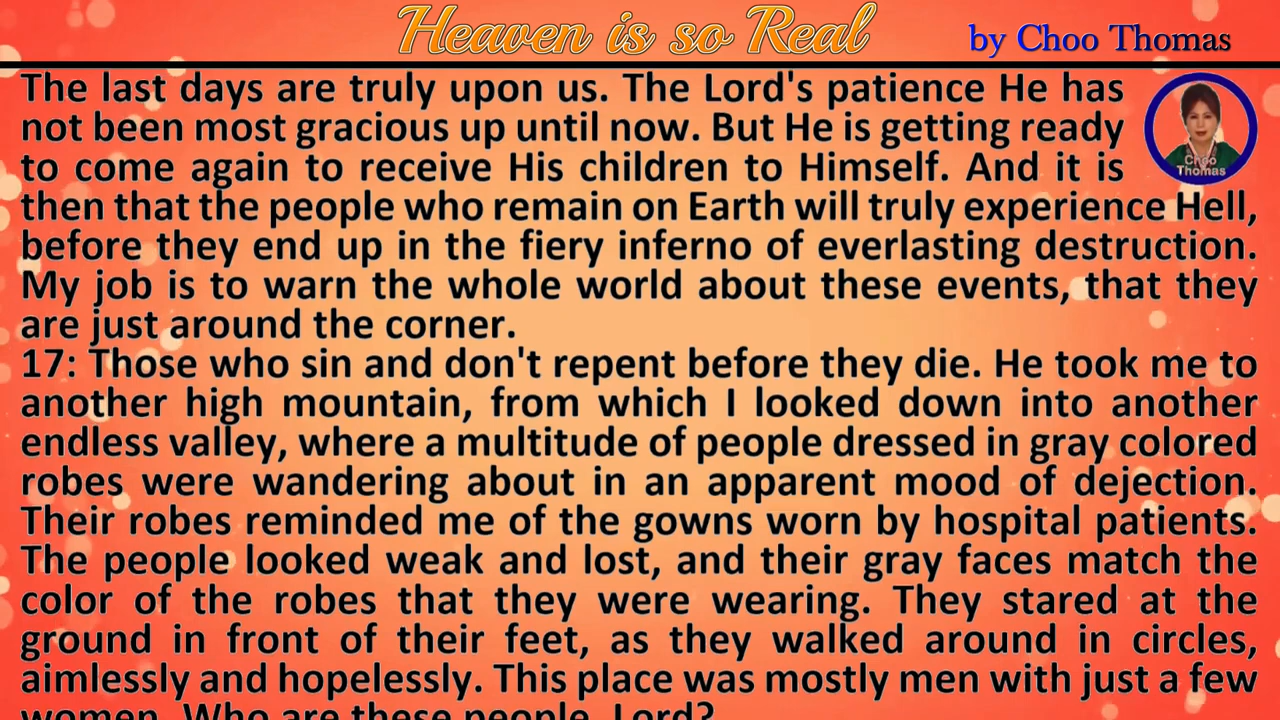 Heaven is so Real
by Choo Thomas
The last days are truly upon us. The Lord's patience He has
not been most gracious up until now. But He is getting ready
to come again to receive His children to Himself. And it is
then that the people who remain on Earth will truly experience Hell,
before they end up in the fiery inferno of everlasting destruction.
My job is to warn the whole world about these events, that they
are just around the corner.
17: Those who sin and don't repent before they die. He took me to
another high mountain, from which I looked down into another
endless valley, where a multitude of people dressed in gray colored
robes were wandering about in an apparent mood of dejection.
Their robes reminded me of the gowns worn by hospital patients.
The people looked weak and lost, and their gray faces match the
color of the robes that they were wearing. They stared at the
ground in front of their feet, as they walked around in circles,
aimlessly and hopelessly. This place was mostly men with just a few
women. Who are these people, Lord?
Choo
Thomas